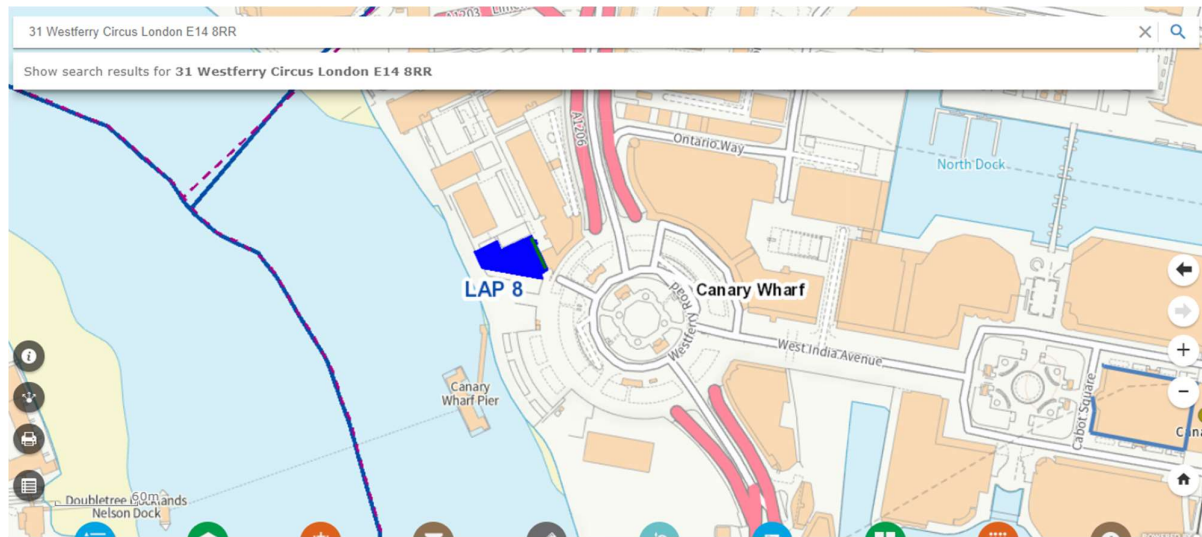 31 Westferry Circus London E14 8RR
Show search results for 31 Westferry Circus London E14 8RR
A1206
Ontario Way
North Dock
LAP 8
Canary Wharf
Westferry Road
West India Avenue
Canary
Wharf Pier
Cabot Square
60m
Nelson Dock